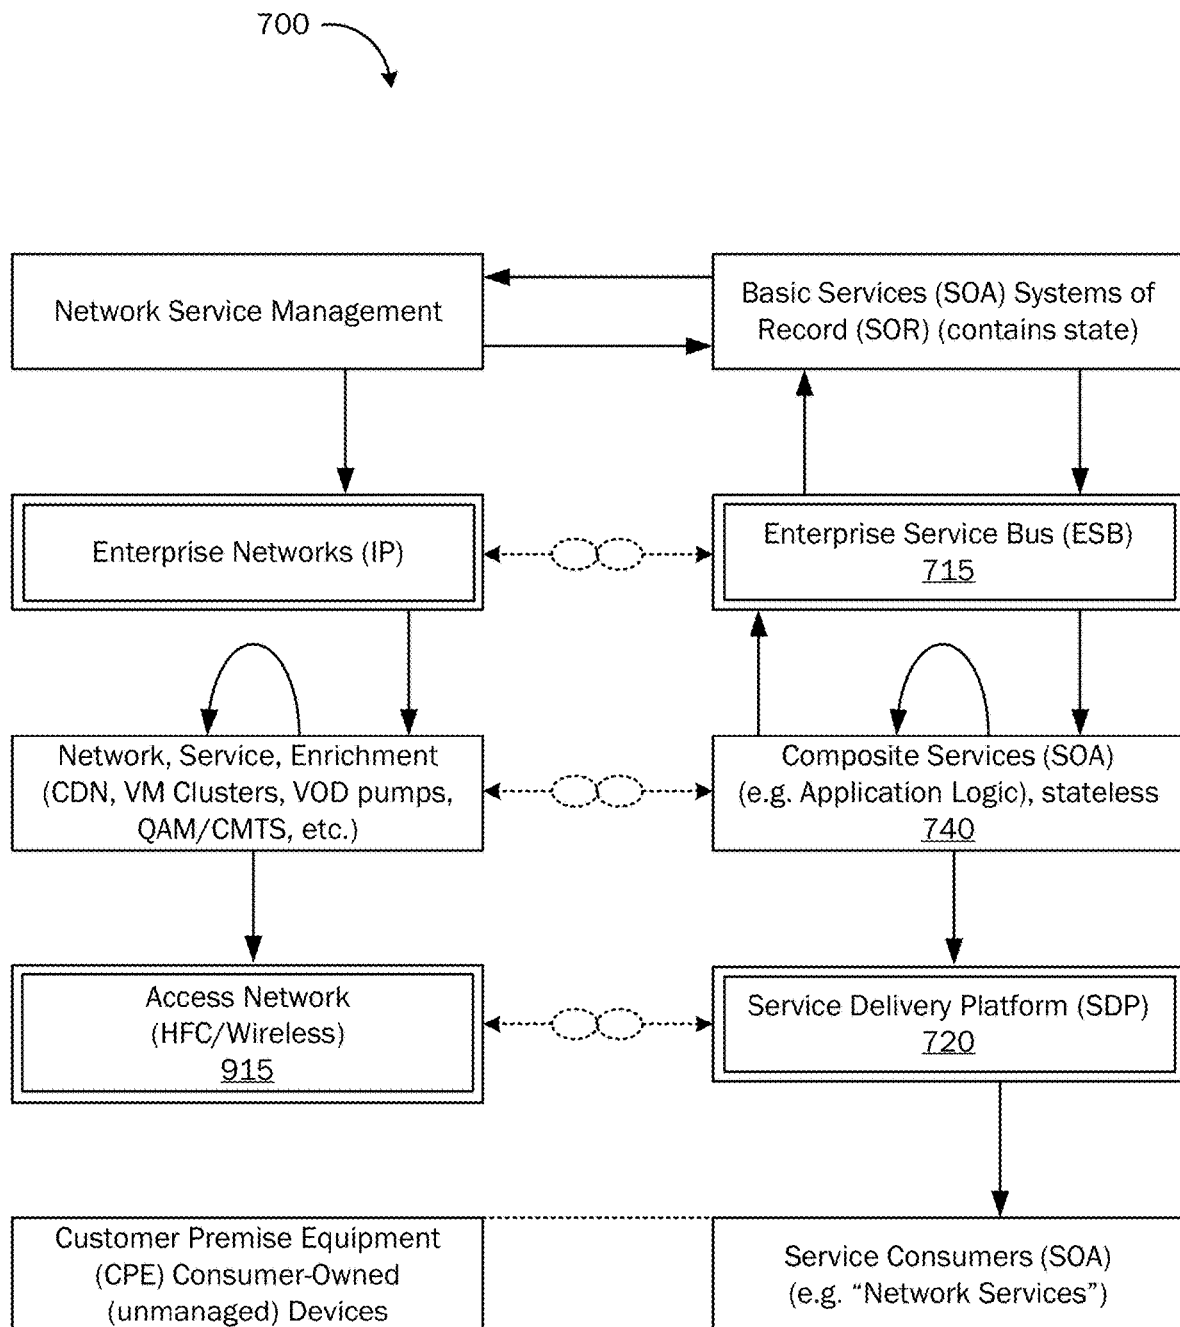 700
Network Service Management
Basic Services (SOA) Systems of
Record (SOR) (contains state)
Enterprise Networks (IP)
Enterprise Service Bus (ESB)
715
Network, Service, Enrichment
(CDN, VM Clusters, VOD pumps,
QAM/CMTS, etc.)
Composite Services (SOA)
(e.g. Application Logic), stateless
740
Access Network
(HFC/Wireless)
915
Service Delivery Platform (SDP)
720
Customer Premise Equipment
(CPE) Consumer-Owned
(unmanaged) Devices
Service Consumers (SOA)
(e.g. “Network Services”)